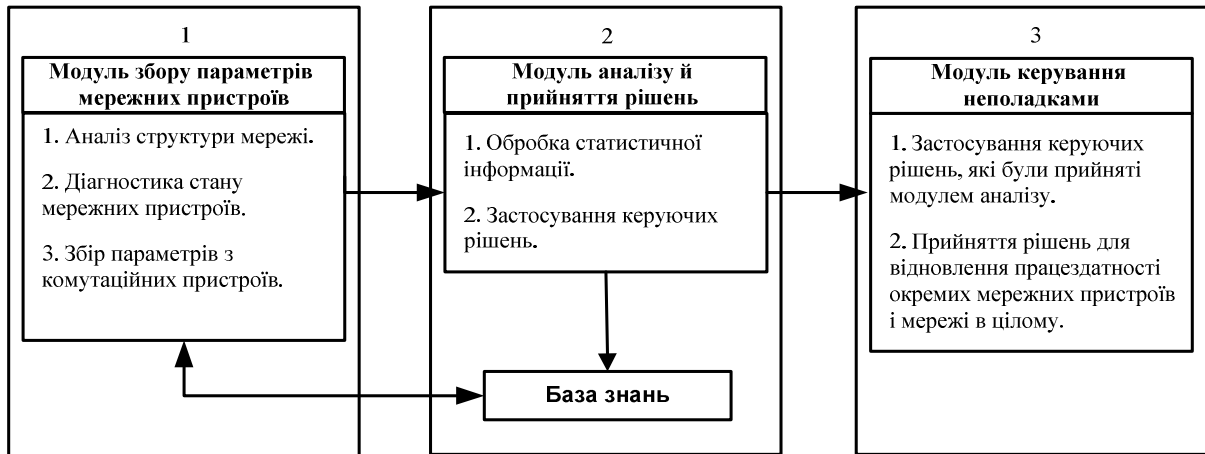 1
Модуль збору параметрів
мережних пристроїв
1. Аналіз структури мережі.
2. Діагностика стану
мережних пристроїв.
3. Збір параметрів з
комутаційних пристроїв.
2
Модуль аналізу й
прийняття рішень
1. Обробка статистичної
інформації.
2. Застосування керуючих
рішень.
База знань
3
Модуль керування
неполадками
1. Застосування керуючих
рішень, які були прийняті
модулем аналізу.
2. Прийняття рішень для
відновлення працездатності
окремих мережних пристроїв
і мережі в цілому.